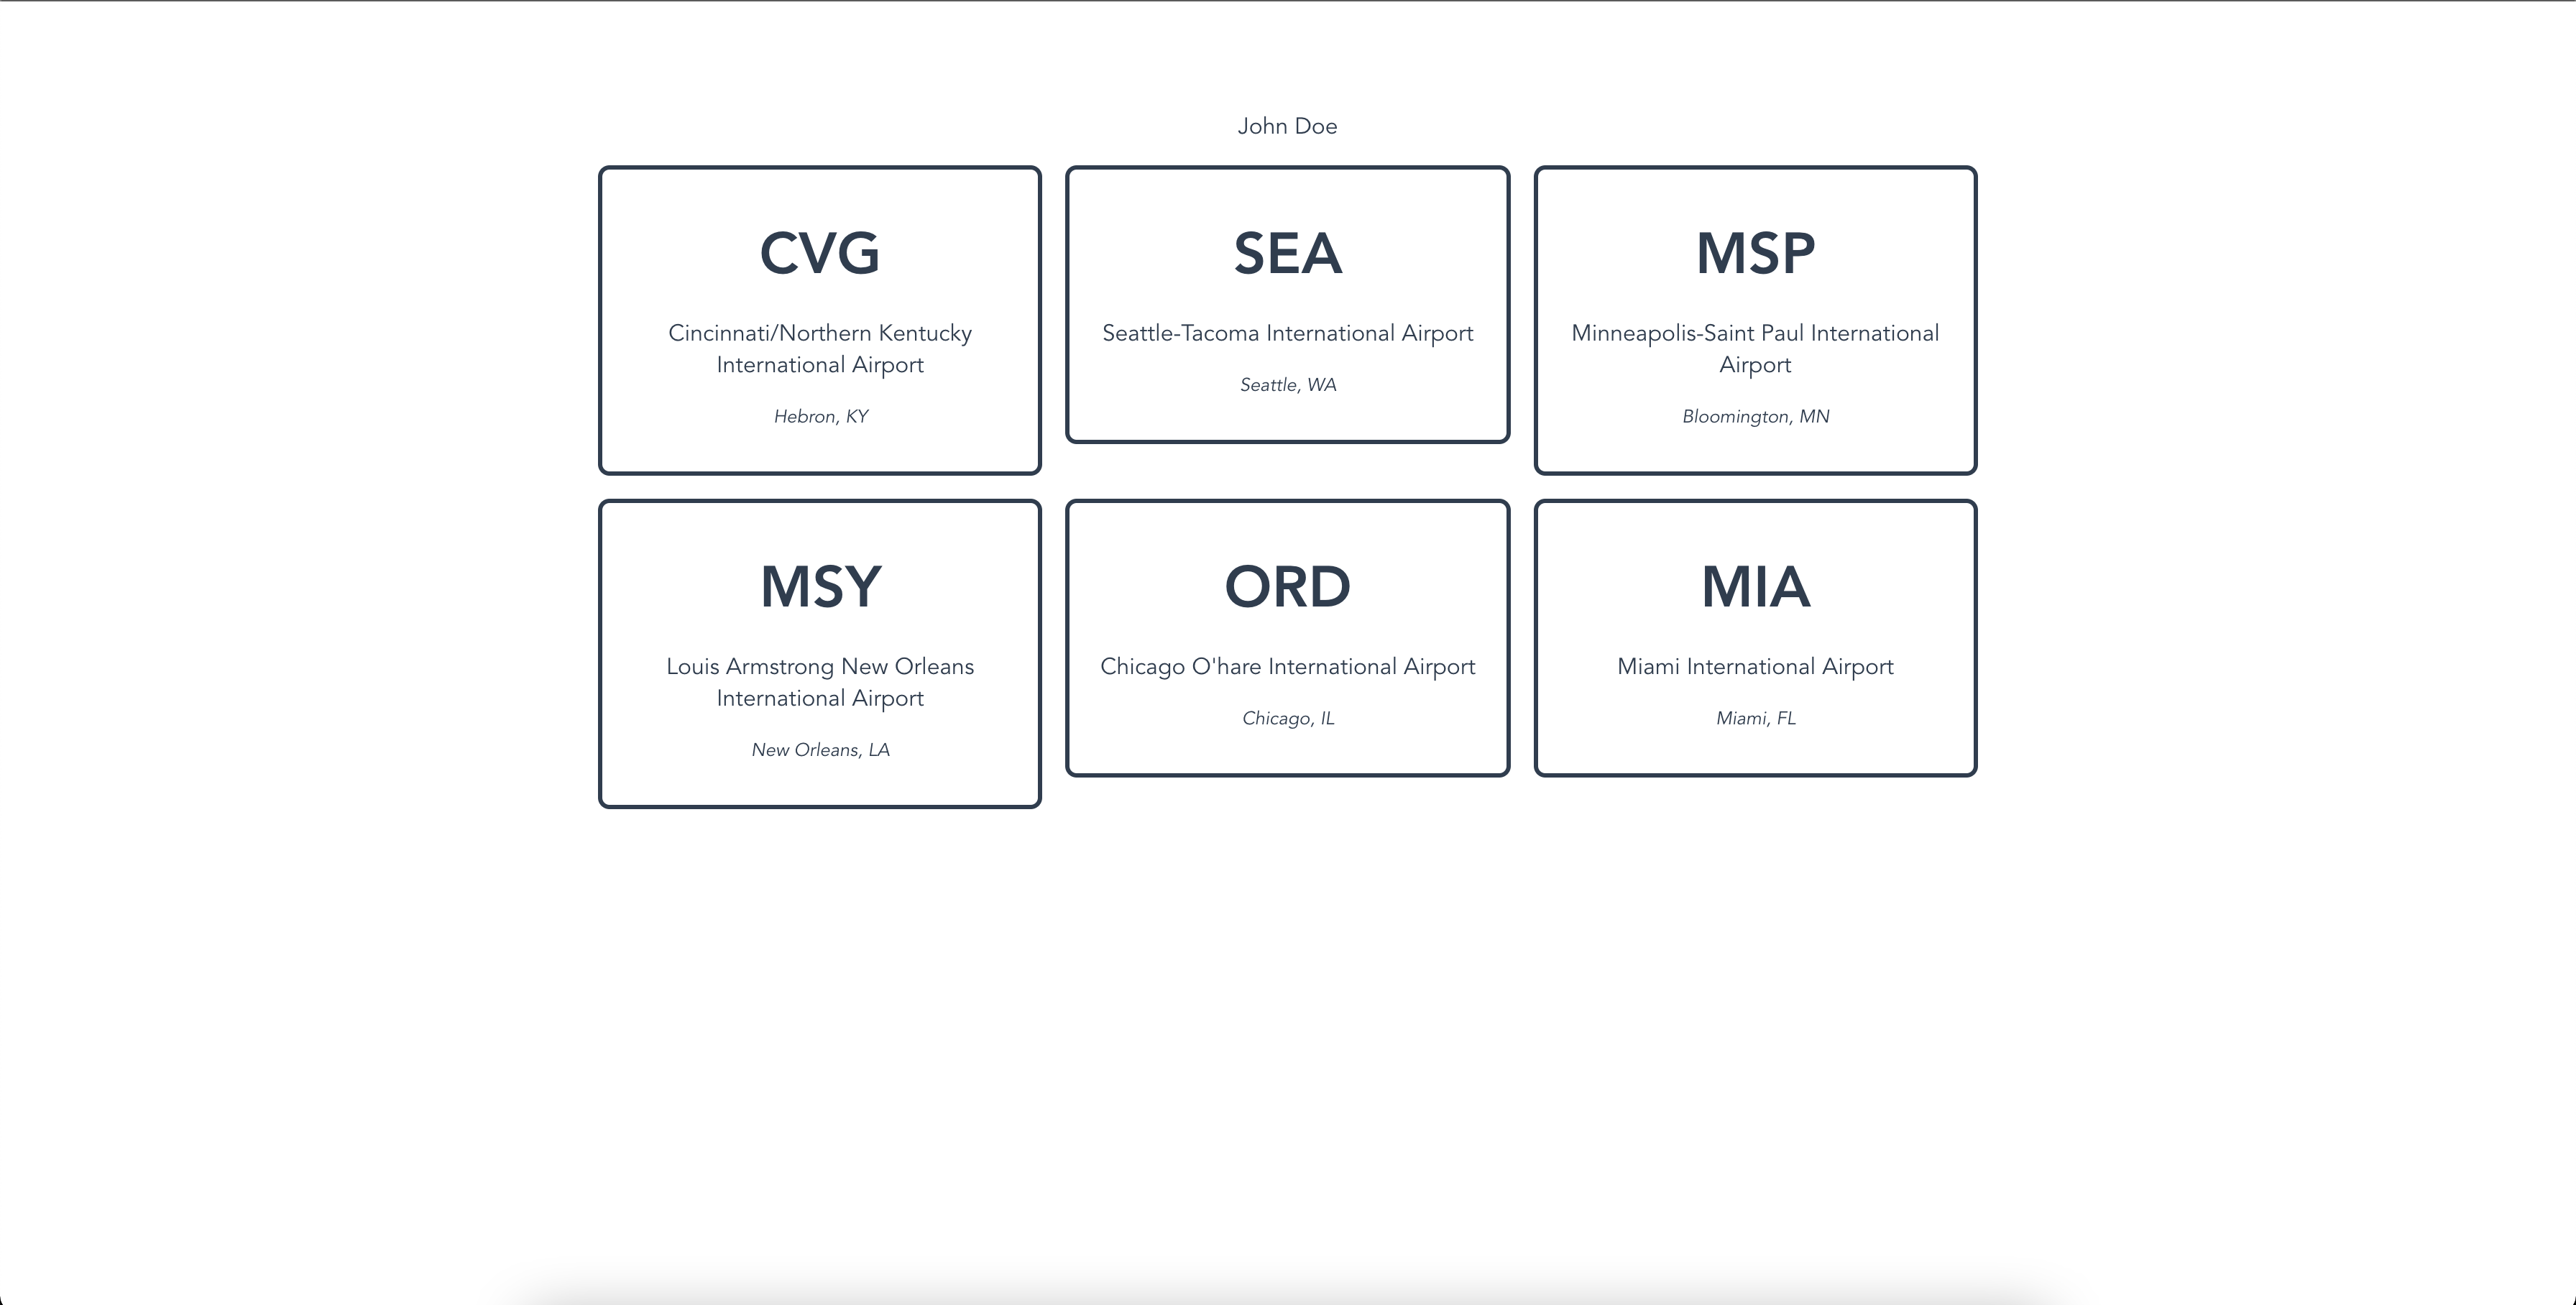 John Doe
CVG
Cincinnati/Northern Kentucky
International Airport
Hebron, KY
SEA
Seattle-Tacoma International Airport
Seattle, WA
MSP
Minneapolis-Saint Paul International
Airport
Bloomington, MN
MSY
Louis Armstrong New Orleans
International Airport
New Orleans, LA
ORD
Chicago O'hare International Airport
Chicago, IL
MIA
Miami International Airport
Miami, FL